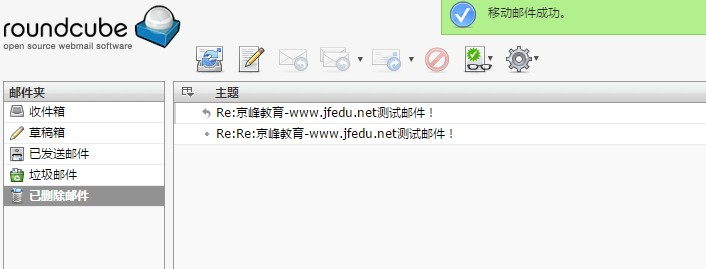 roundcube
open source webmail software
移动邮件成功。
邮件夹
收件箱
草稿箱
已发送邮件
垃圾邮件
已删除邮件
主题
Re:京峰教育-www.jfedu.net测试邮件！
Re:Re:京峰教育-www.jfedu.net测试邮件！